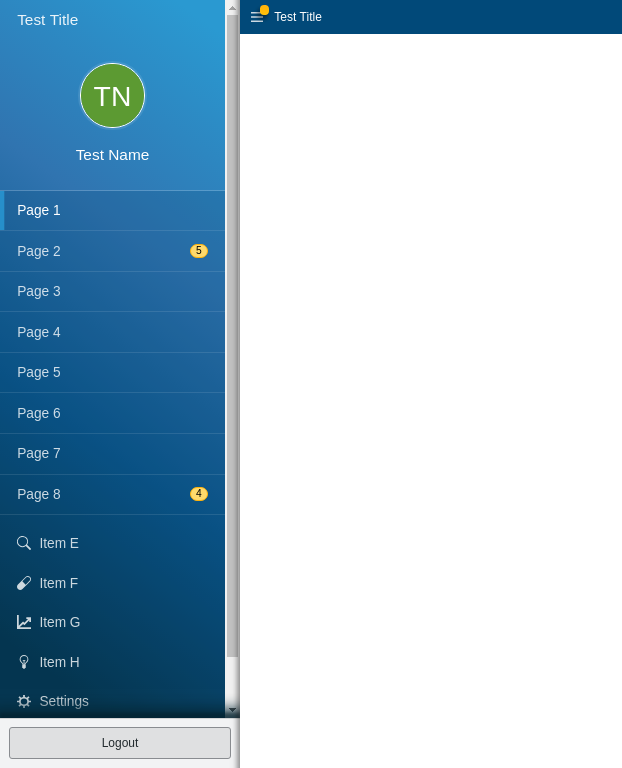 Test Title
TN
Test Name
Page 1
Page 2 5
Page 3
Page 4
Page 5
Page 6
Page 7
Page 8 4
Item E
Item F
Item G
Item H
Settings
Logout
Test Title